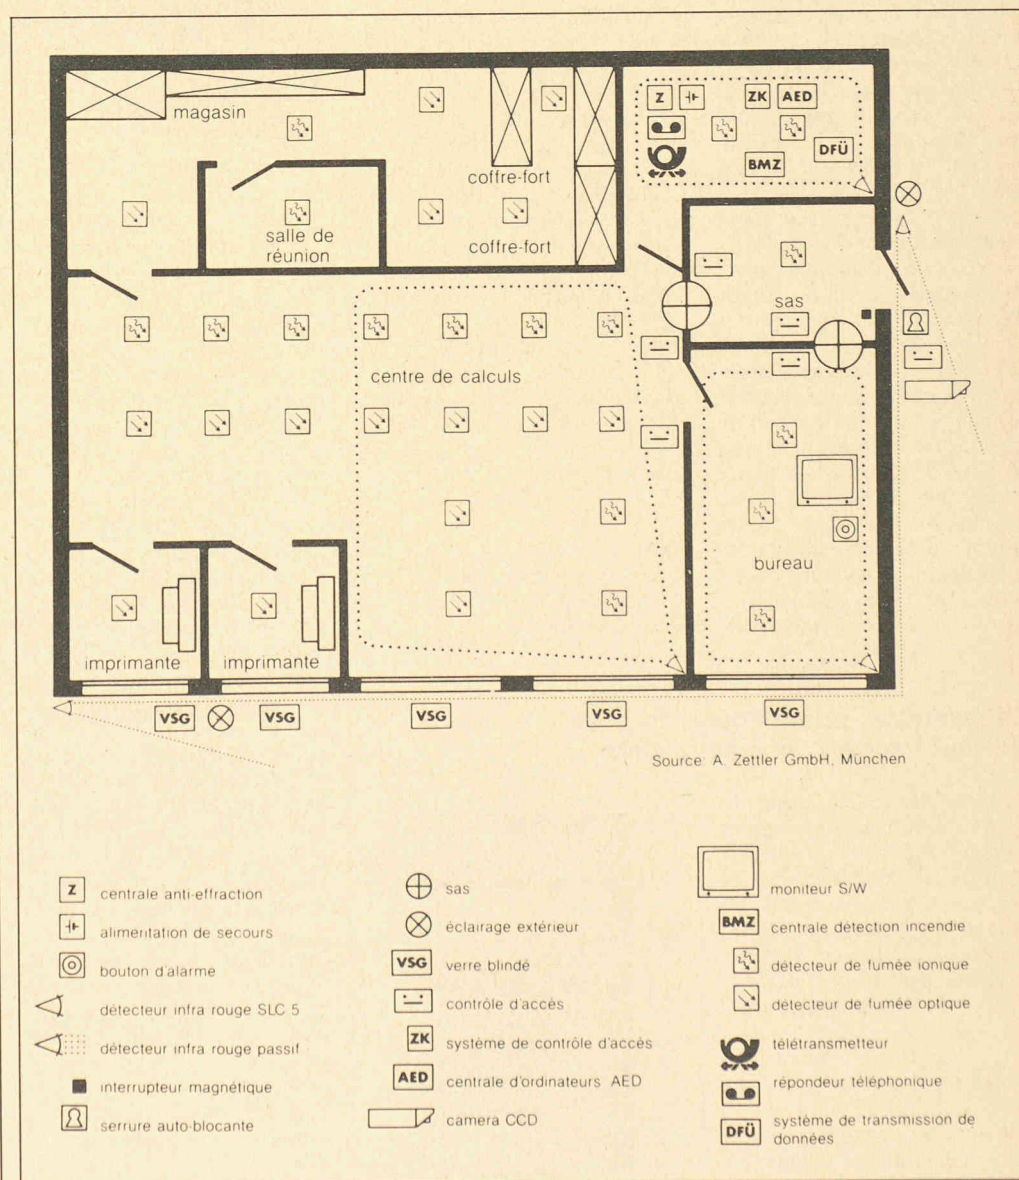 magasin
Z
ZK
AED
DFÜ
BMZ
coffre-fort
salle de
réunion
coffre-fort
sas
centre de calculs
bureau
imprimante
imprimante
VSG
VSG
VSG
VSG
VSG
Source: A. Zettler GmbH, München
Z centrale anti-effraction
alimentation de secours
bouton d'alarme
détecteur infra rouge SLC 5
détecteur infra rouge passif
interrupteur magnétique
serrure auto-blocante
sas
éclairage extérieur
VSG verre blindé
contrôle d'accés
ZK système de contrôle d'accés
AED centrale d'ordinateurs AED
camera CCD
moniteur S/W
BMZ centrale détection incendie
détecteur de fumée ionique
détecteur de fumée optique
télétransmetteur
répondeur téléphonique
DFÜ système de transmission de
données